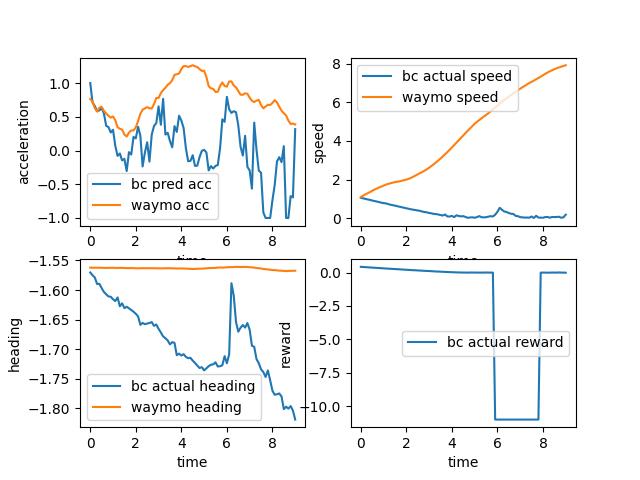 acceleration
1.0
0.5
0.0
−0.5
−1.0
bc pred acc
waymo acc
0 2 4 6 8
time
speed
8
6
4
2
0
bc actual speed
waymo speed
0 2 4 6 8
time
heading
−1.55
−1.60
−1.65
−1.70
−1.75
−1.80
bc actual heading
waymo heading
0 2 4 6 8
time
reward
0.0
−2.5
−5.0
−7.5
−10.0
bc actual reward
0 2 4 6 8
time